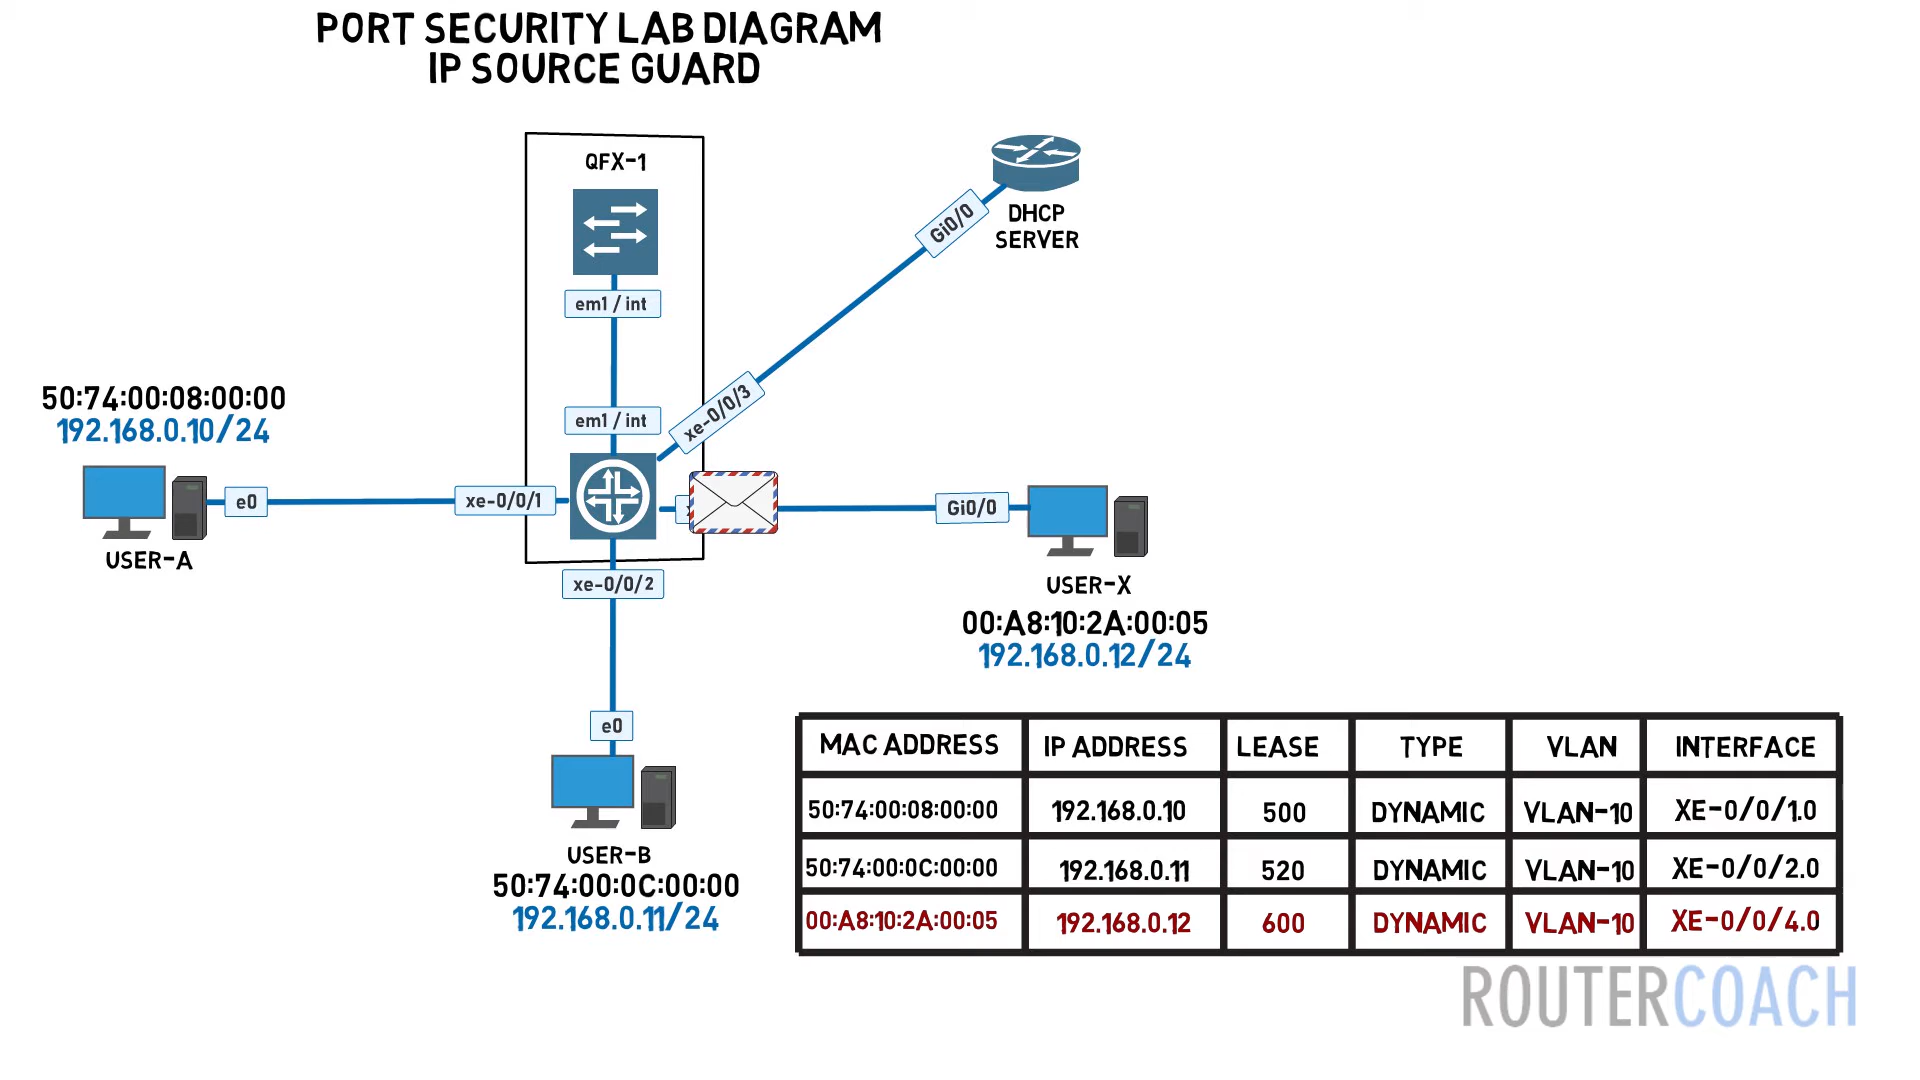 PORT SECURITY LAB DIAGRAM
IP SOURCE GUARD
QFX-1
em1 / int
em1 / int
Gi0/0
DHCP
SERVER
xe-0/0/3
50:74:00:08:00:00
192.168.0.10/24
e0
xe-0/0/1
USER-A
Gi0/0
USER-X
00:A8:10:2A:00:05
192.168.0.12/24
xe-0/0/2
e0
USER-B
50:74:00:0C:00:00
192.168.0.11/24
MAC ADDRESS IP ADDRESS LEASE TYPE VLAN INTERFACE
50:74:00:08:00:00 192.168.0.10 500 DYNAMIC VLAN-10 XE-0/0/1.0
50:74:00:0C:00:00 192.168.0.11 520 DYNAMIC VLAN-10 XE-0/0/2.0
00:A8:10:2A:00:05 192.168.0.12 600 DYNAMIC VLAN-10 XE-0/0/4.0
ROUTERCOACH